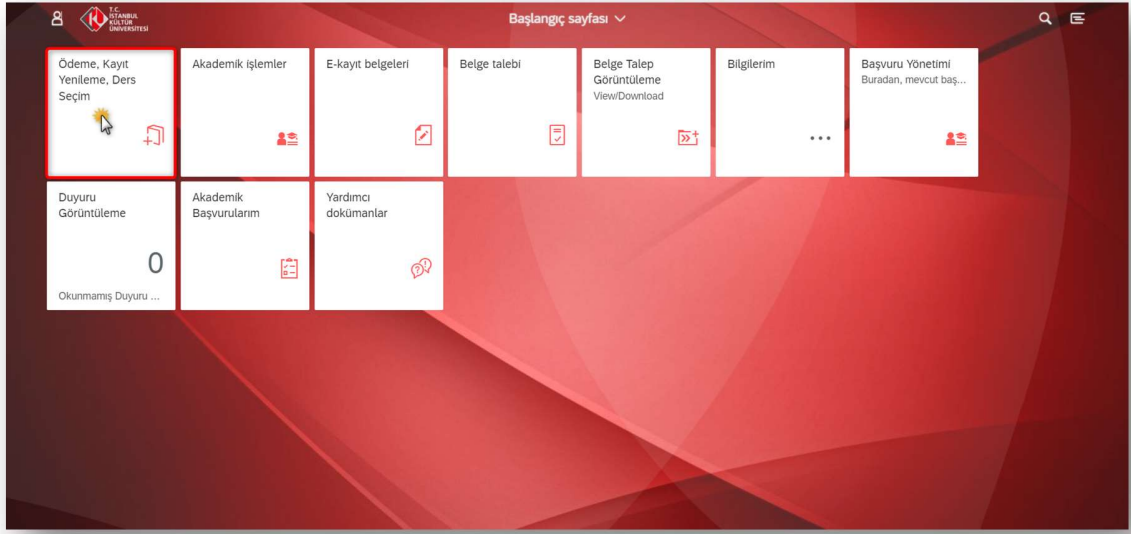 T.C.
İSTANBUL
KÜLTÜR
ÜNİVERSİTESİ
Başlangıç sayfası
Ödeme, Kayıt
Yenileme, Ders
Seçim
Akademik işlemler
E-kayıt belgeleri
Belge talebi
Belge Talep
Görüntüleme
View/Download
Bilgilerim
Başvuru Yönetimi
Buradan, mevcut baş...
Duyuru
Görüntüleme
0
Okunmamış Duyuru ...
Akademik
Başvurularım
Yardımcı
dokümanlar